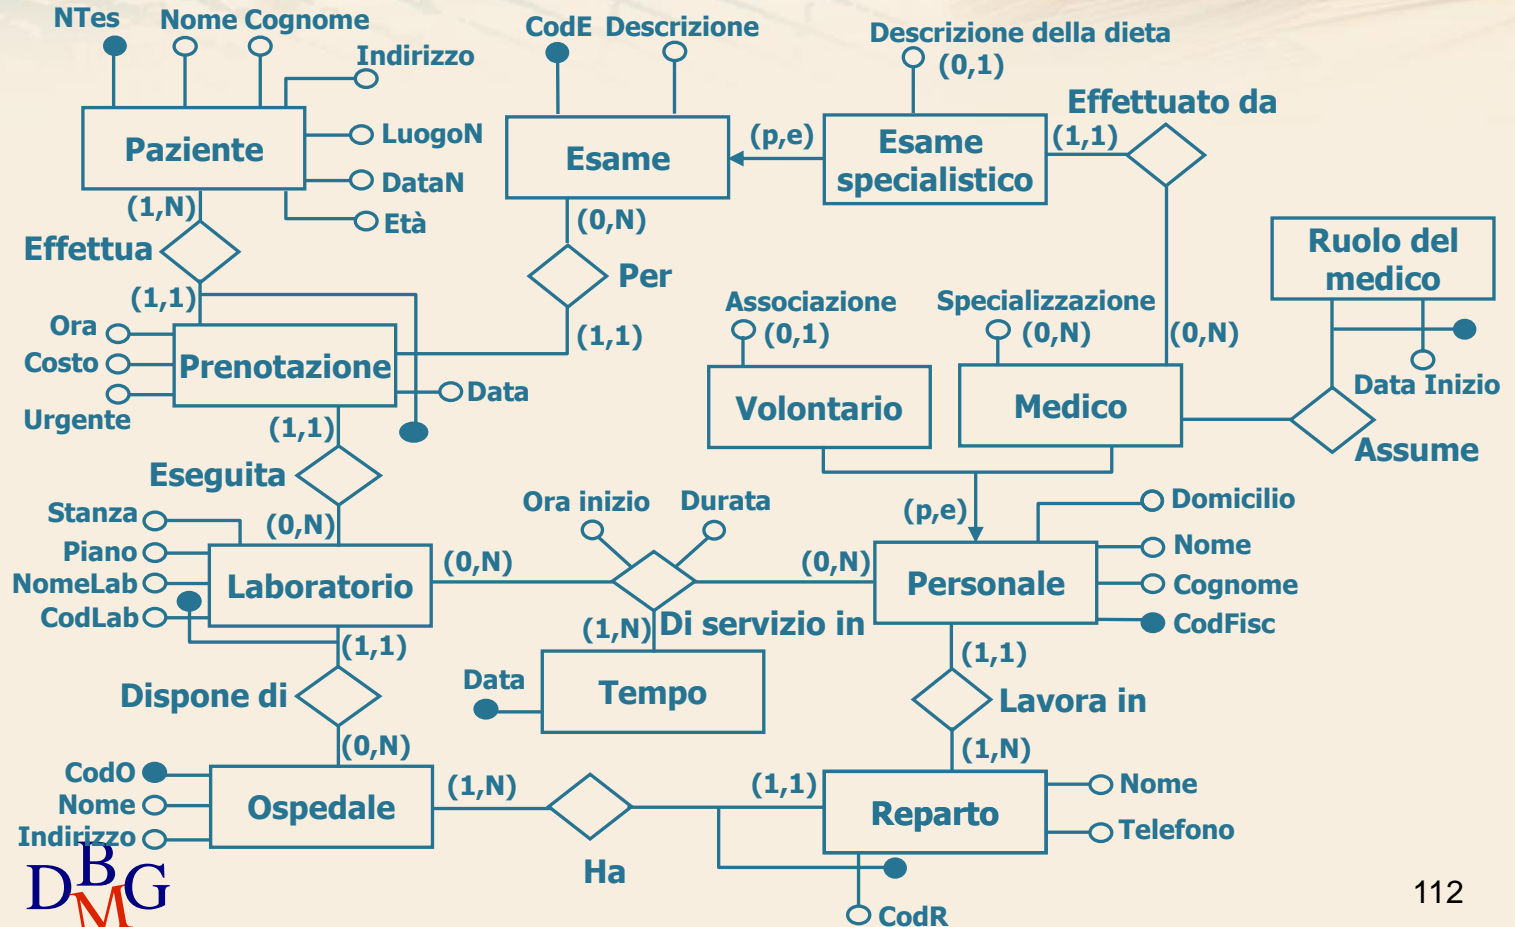 NTes
Nome Cognome
CodE Descrizione
Descrizione della dieta
(0,1)
Indirizzo
Effettuato da
Paziente
LuogoN
Esame
(p,e)
Esame
specialistico
(1,1)
DataN
(1,N)
Età
(0,N)
Effettua
Per
Ruolo del
medico
(1,1)
Associazione
(0,1)
Specializzazione
(0,N)
(0,N)
Ora
Costo
Urgente
Prenotazione
(1,1)
Data
Data Inizio
Volontario
Medico
(1,1)
Assume
Eseguita
Stanza
(0,N)
Ora inizio
Durata
(p,e)
Domicilio
Piano
NomeLab
CodLab
Laboratorio
(0,N)
(0,N)
Personale
Nome
Cognome
CodFisc
(1,N)
Di servizio in
(1,1)
(1,1)
Dispone di
Data
Tempo
Lavora in
(0,N)
(1,N)
CodO
Nome
Indirizzo
Ospedale
(1,N)
(1,1)
Reparto
Nome
Telefono
Ha
CodR
DBMG
112